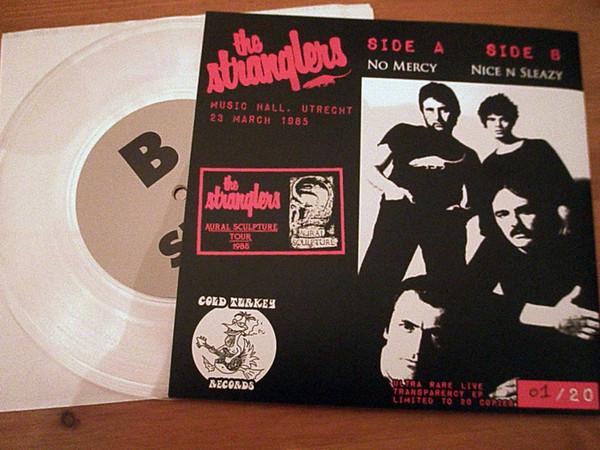 the
stranglers
MUSIC HALL, UTRECHT
23 MARCH 1985
SIDE A
NO MERCY
SIDE B
NICE N SLEAZY
the
stranglers
AURAL SCULPTURE
TOUR
1985
AURAL
SCULPTURE
COLD TURKEY
RECORDS
ULTRA RARE LIVE
TRANSPARENCY EP
LIMITED TO 20 COPIES
01/20
B